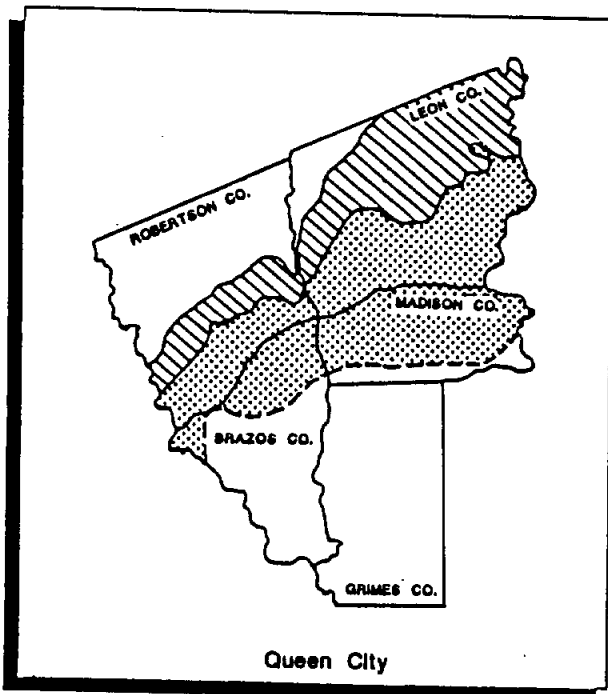 LEON CO.
ROBERTSON CO.
MADISON CO.
BRAZOS CO.
GRIMES CO.
Queen City